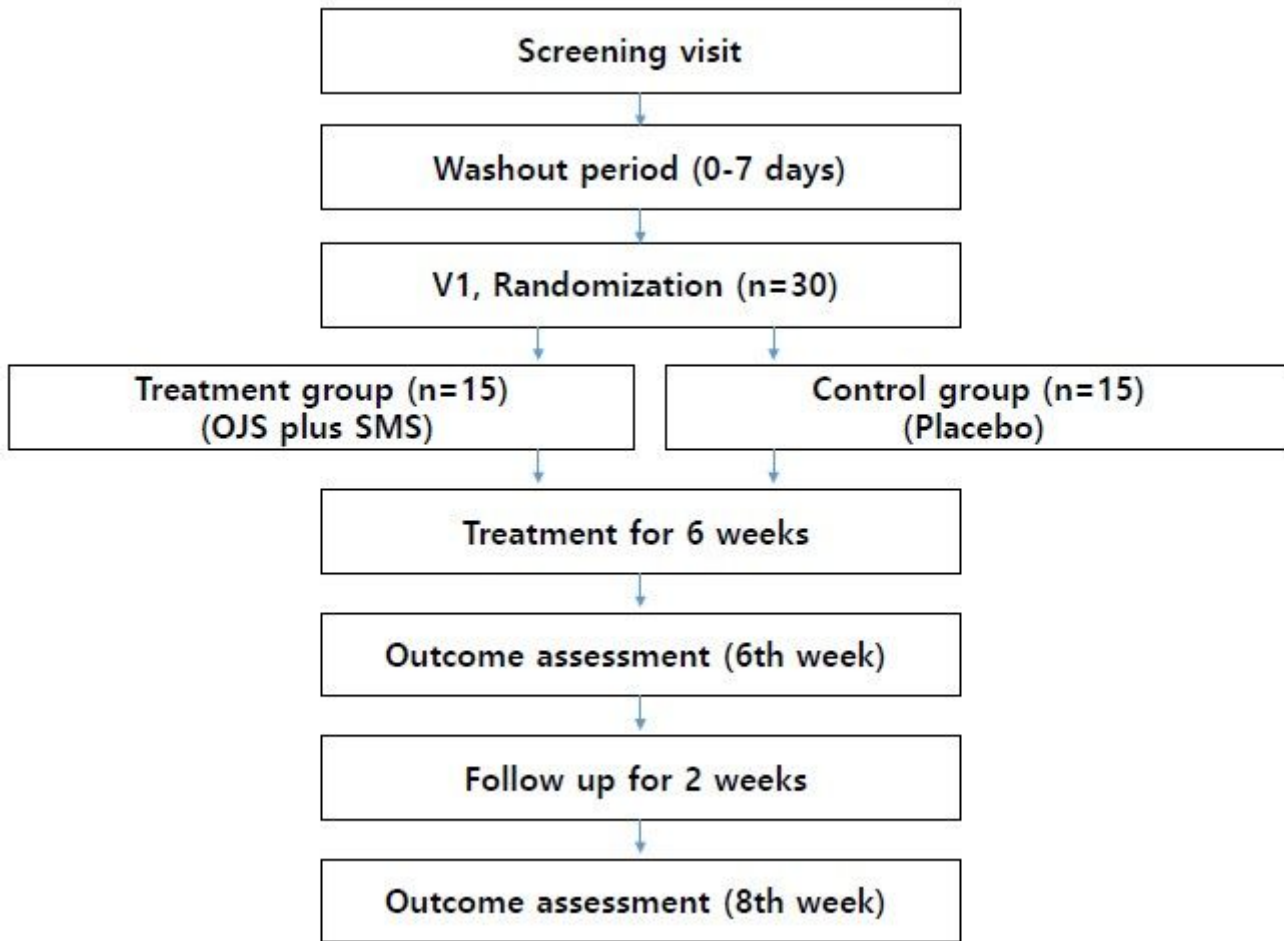 Screening visit
Washout period (0-7 days)
V1, Randomization (n=30)
Treatment group (n=15)
(OJS plus SMS)
Control group (n=15)
(Placebo)
Treatment for 6 weeks
Outcome assessment (6th week)
Follow up for 2 weeks
Outcome assessment (8th week)